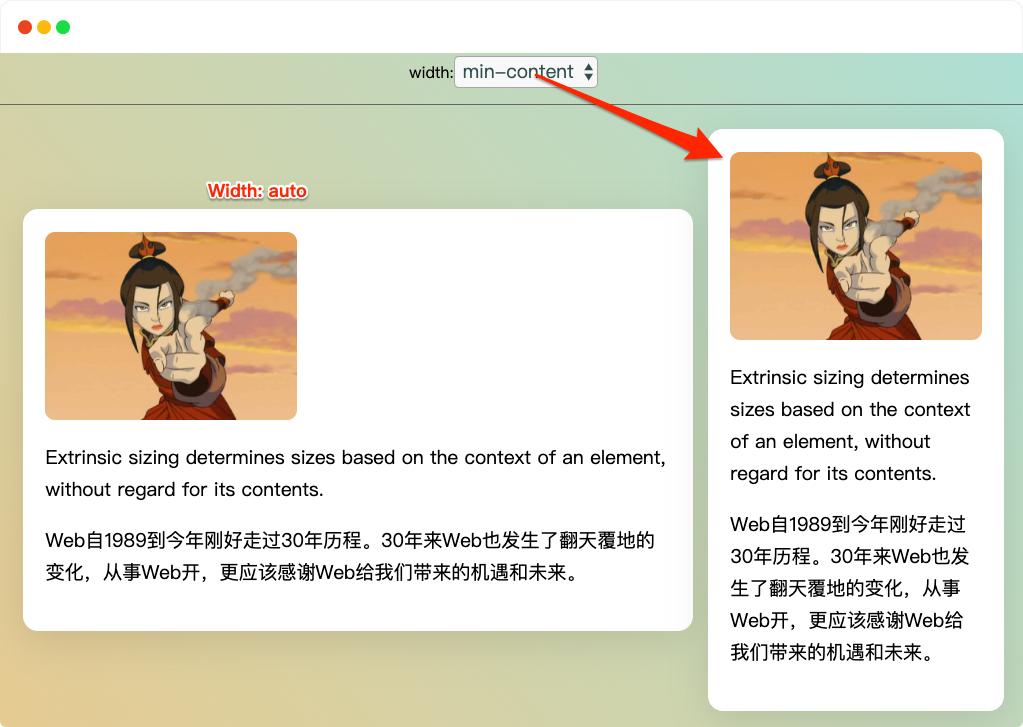 width: min-content
Width: auto
Extrinsic sizing determines sizes based on the context of an element,
without regard for its contents.
Web自1989到今年刚好走过30年历程。30年来Web也发生了翻天覆地的
变化，从事Web开，更应该感谢Web给我们带来的机遇和未来。
Extrinsic sizing determines
sizes based on the context
of an element, without
regard for its contents.
Web自1989到今年刚好走过
30年历程。30年来Web也发
生了翻天覆地的变化，从事
Web开，更应该感谢Web给
我们带来的机遇和未来。